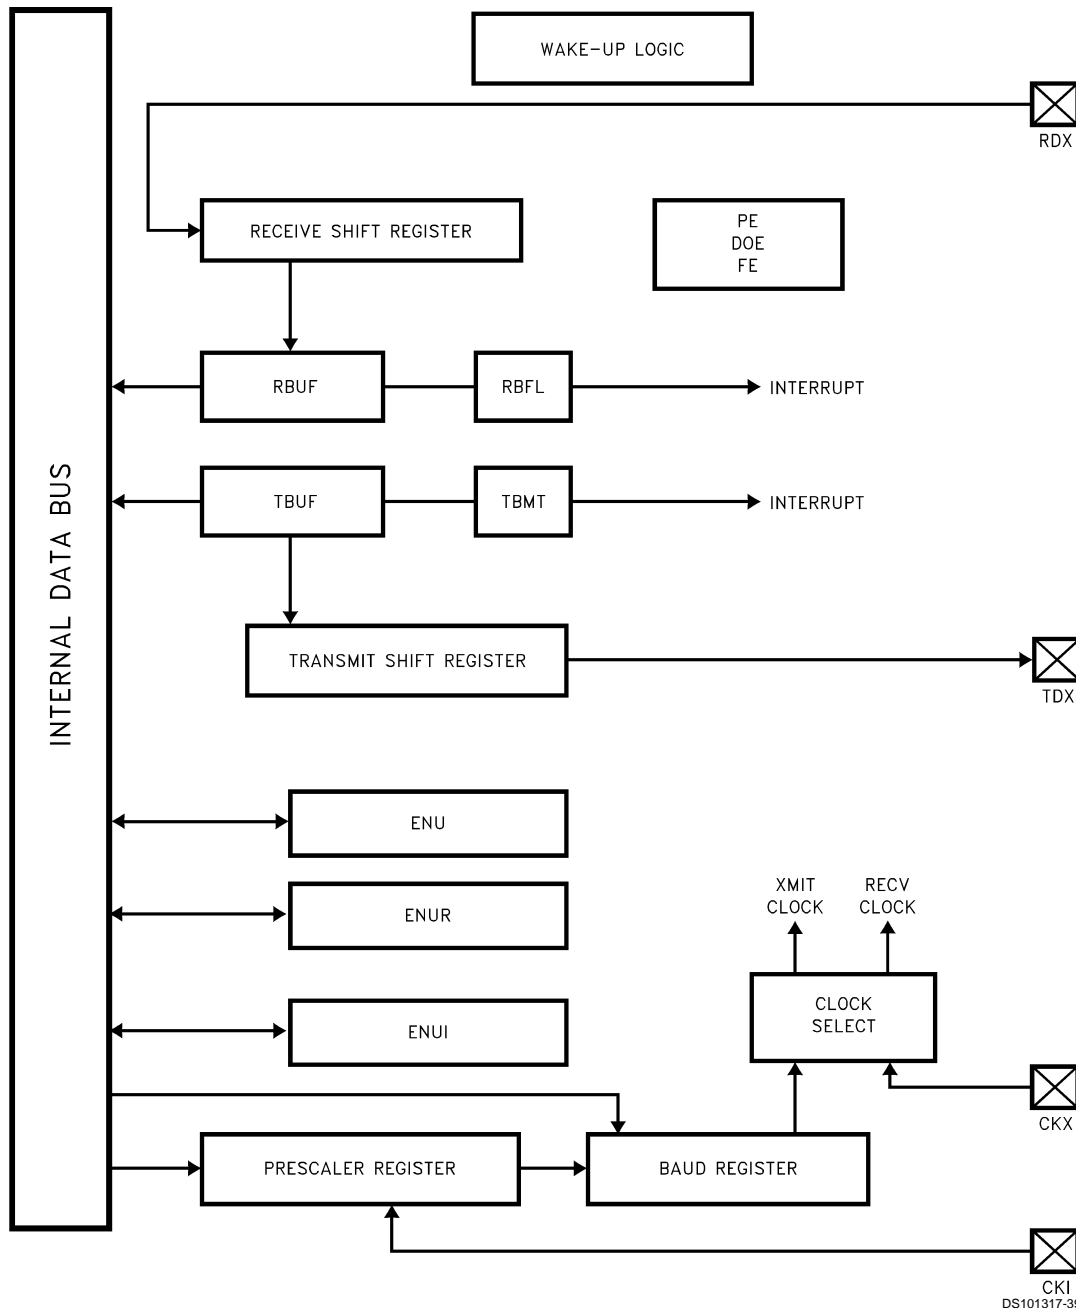 WAKE-UP LOGIC
RDX
RECEIVE SHIFT REGISTER
PE
DOE
FE
RBUF
RBFL
INTERRUPT
INTERNAL DATA BUS
TBUF
TBMT
INTERRUPT
TRANSMIT SHIFT REGISTER
TDX
ENU
XMIT
CLOCK
RECV
CLOCK
ENUR
CLOCK
SELECT
ENUI
CKX
PRESCALER REGISTER
BAUD REGISTER
CKI